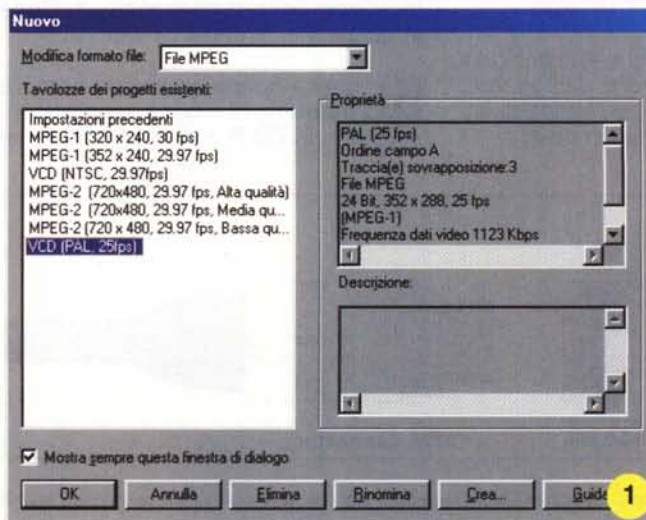 Nuovo
Modifica formato file: File MPEG
Tavolozze dei progetti esistenti:
Impostazioni precedenti
MPEG-1 (320 x 240, 30 fps)
MPEG-1 (352 x 240, 29.97 fps)
VCD (NTSC, 29.97fps)
MPEG-2 (720x480, 29.97 fps, Alta qualità)
MPEG-2 (720x480, 29.97 fps, Media qu...
MPEG-2 (720 x 480, 29.97 fps, Bassa qu...
VCD (PAL, 25fps)
Proprietà
PAL (25 fps)
Ordine campo A
Traccia(e) sovrapposizione:3
File MPEG
24 Bit, 352 x 288, 25 fps
(MPEG-1)
Frequenza dati video 1123 Kbps
Descrizione:
Mostra sempre questa finestra di dialogo
OK Annulla Elimina Rinomina Crea... Guida 1